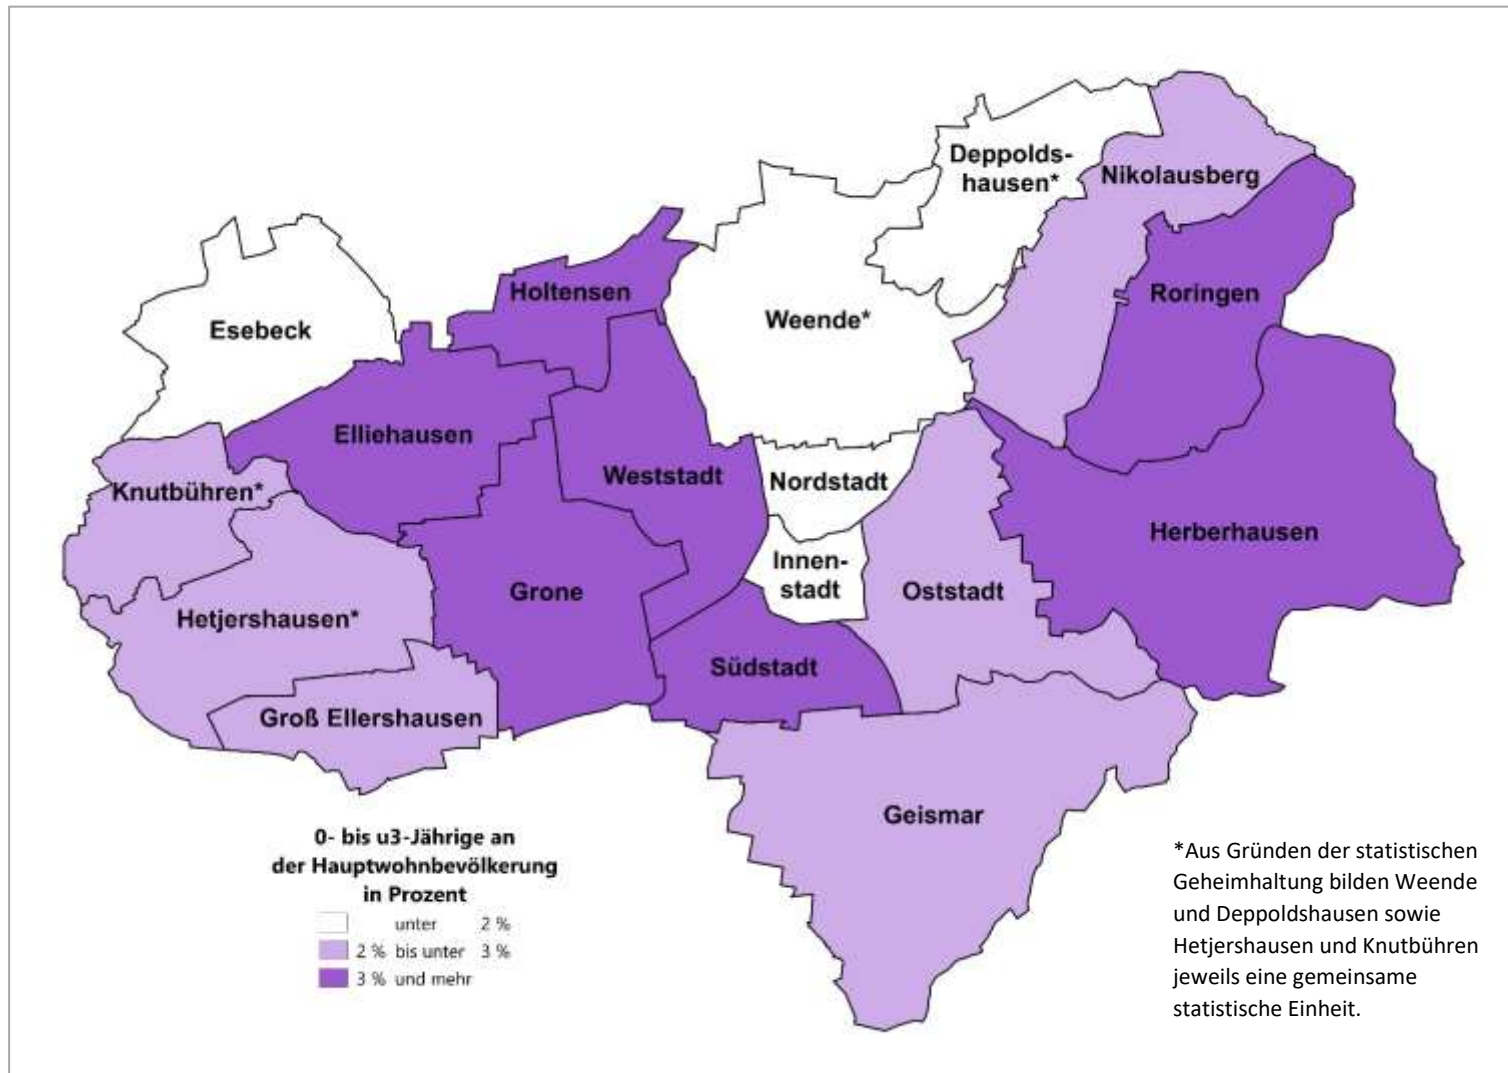 Deppolds-
hausen*
Nikolausberg
Holtensen
Roringen
Esebeck
Weende*
Elliehausen
Weststadt
Nordstadt
Knutbühren*
Herberhausen
Innen-
stadt
Grone
Oststadt
Hetjershausen*
Südstadt
Groß Ellershausen
Geismar
0- bis u3-Jährige an
der Hauptwohnbevölkerung
in Prozent
unter 2 %
2 % bis unter 3 %
3 % und mehr
*Aus Gründen der statistischen
Geheimhaltung bilden Weende
und Deppoldshausen sowie
Hetjershausen und Knutbühren
jeweils eine gemeinsame
statistische Einheit.